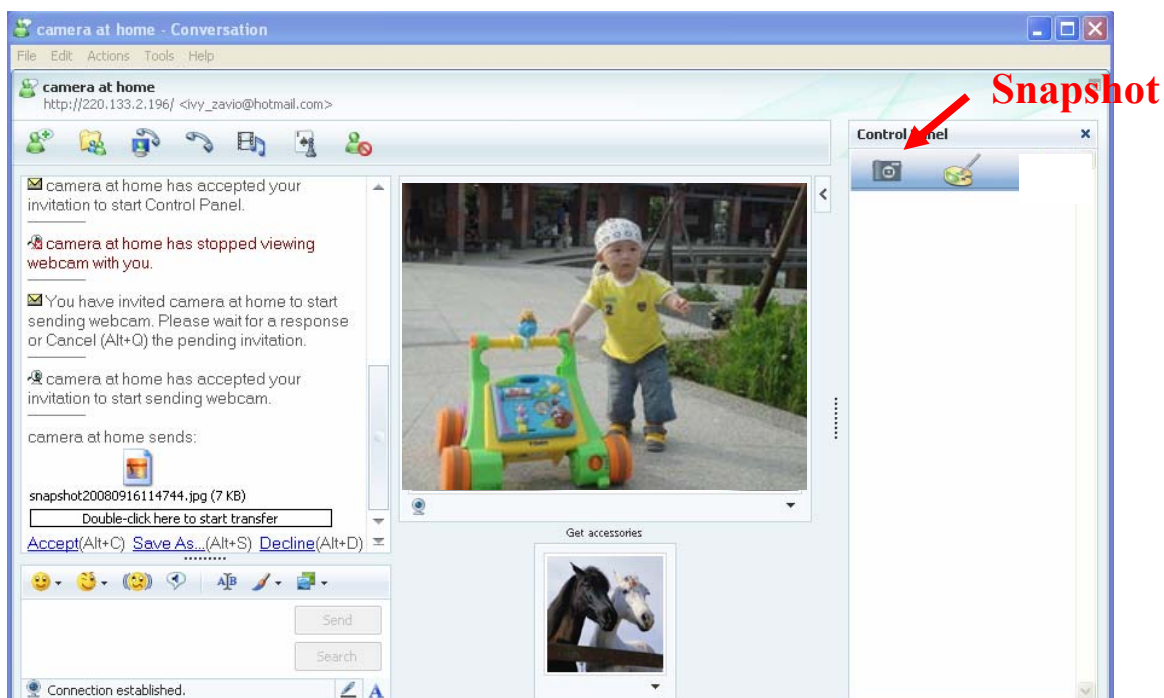 camera at home - Conversation
File Edit Actions Tools Help
camera at home
http://220.133.2.196/ <ivy_zavio@hotmail.com>
Snapshot
Control
camera at home has accepted your
invitation to start Control Panel.
camera at home has stopped viewing
webcam with you.
You have invited camera at home to start
sending webcam. Please wait for a response
or Cancel (Alt+Q) the pending invitation.
camera at home has accepted your
invitation to start sending webcam.
camera at home sends:
snapshot20080916114744.jpg (7 KB)
Double-click here to start transfer
Accept(Alt+C) Save As...(Alt+S) Decline(Alt+D)
Get accessories
Send
Search
Connection established.